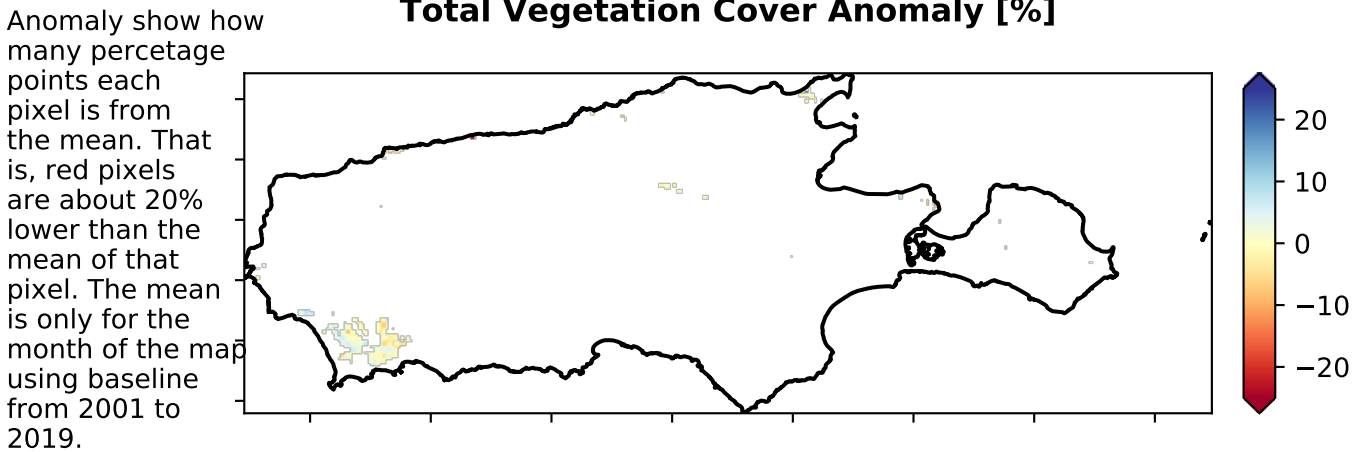 Total Vegetation Cover Anomaly [%]
Anomaly show how
many percetage
points each
pixel is from
the mean. That
is, red pixels
are about 20%
lower than the
mean of that
pixel. The mean
is only for the
month of the map
using baseline
from 2001 to
2019.
20
10
0
−10
−20